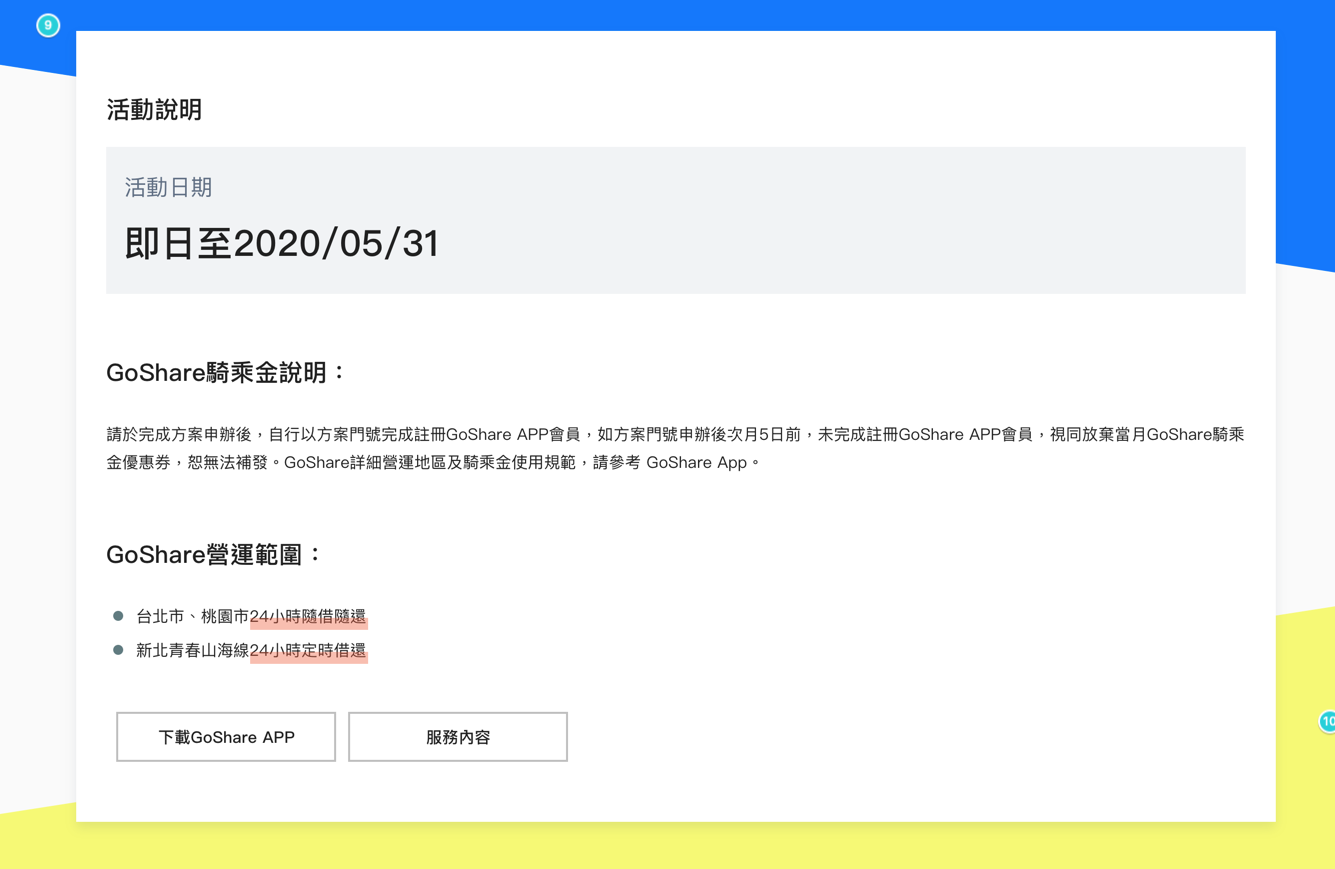 9
活動說明
活動日期
即日至2020/05/31
GoShare騎乘金說明：
請於完成方案申辦後，自行以方案門號完成註冊GoShare APP會員，如方案門號申辦後次月5日前，未完成註冊GoShare APP會員，視同放棄當月GoShare騎乘
金優惠券，恕無法補發。GoShare詳細營運地區及騎乘金使用規範，請參考 GoShare App。
GoShare營運範圍：
台北市、桃園市24小時隨借隨還
新北青春山海線24小時定時借還
下載GoShare APP
服務內容
10